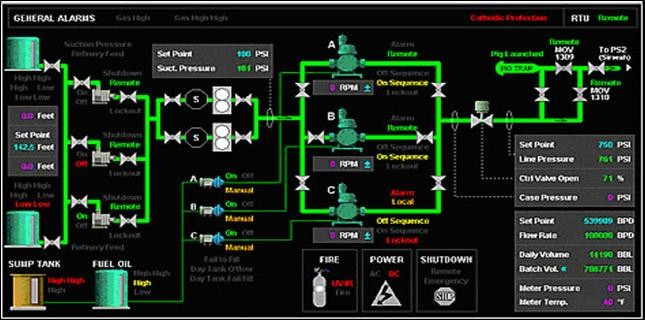 GENERAL ALARMS Gas High Gas High High Cathodic Protection RTU Remote
Suction Pressure
Refinery Feed
High High
High
Low Low
0.0 Feet
Set Point
142.5 Feet
0.0 Feet
High High
High
Low Low
Refinery Feed
Shutdown
Remote
On
Off
Lockout
Shutdown
Remote
On
Off
Lockout
Shutdown
Remote
On
Off
Lockout
Set Point 100 PSI
Suct. Pressure 101 PSI
S
S
A
Alarm
Remote
Off Sequence
On Sequence
Lockout
0 RPM ±
B
Alarm
Remote
On Sequence
Off Sequence
Lockout
0 RPM ±
C
Alarm
Local
Off Sequence
On Sequence
Lockout
0 RPM ±
A On Off
Manual
B On Off
Manual
C On Off
Manual
Fail to Fill
Day Tank O'flow
Day Tank Fail Fill
Pig Launched
PIG TRAP
Remote
MOV
1309
To PS2
Remote
MOV
1310
Set Point 750 PSI
Line Pressure PSI
Ctrl Valve Open 71 %
Case Pressure 0 PSI
Set Point 539989 BPD
Flow Rate BPD
Daily Volume 14190 BBL
Batch Vol. 786771 BBL
Meter Pressure 0 PSI
Meter Temp. °F
SUMP TANK
High High
High
FUEL OIL
High
Low
FIRE
UV/IR
Fire
POWER
AC DC
SHUTDOWN
Remote
Emergency